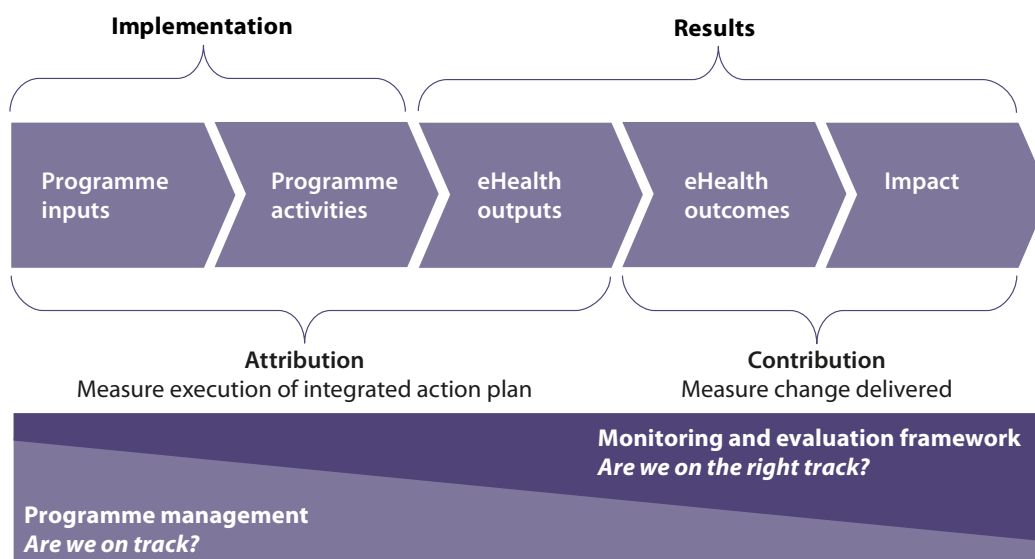 Implementation
Results
Programme
inputs
Programme
activities
eHealth
outputs
eHealth
outcomes
Impact
Attribution
Measure execution of integrated action plan
Contribution
Measure change delivered
Monitoring and evaluation framework
Are we on the right track?
Programme management
Are we on track?